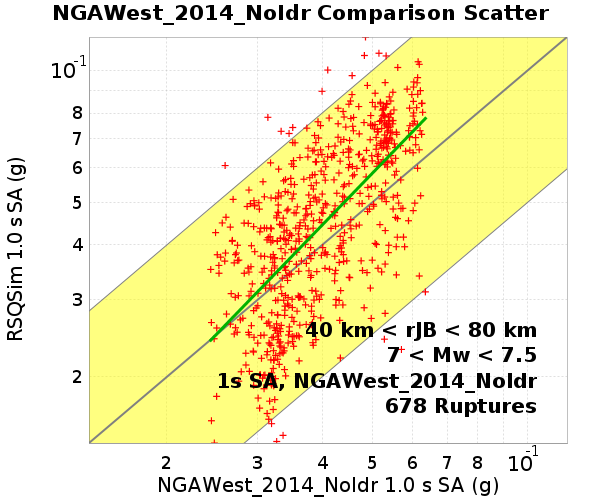 NGAWest_2014_NoIdr Comparison Scatter
10-1
8
7
6
5
4
3
2
RSQSim 1.0 s SA (g)
40 km < rJB < 80 km
7 < Mw < 7.5
1s SA, NGAWest_2014_NoIdr
678 Ruptures
2 3 4 5 6 7 8 10-1
NGAWest_2014_NoIdr 1.0 s SA (g)